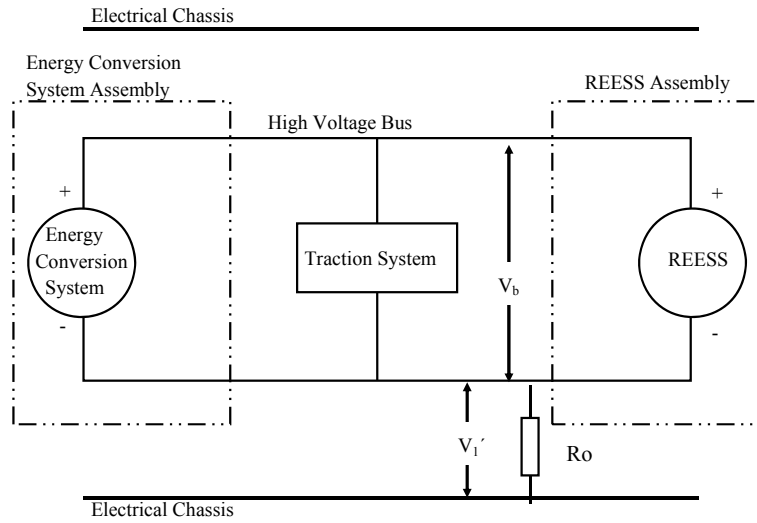 Electrical Chassis
Energy Conversion
System Assembly
REESS Assembly
High Voltage Bus
+
+
Energy
Conversion
System
Traction System
REESS
Vb
-
-
V1´
Ro
Electrical Chassis